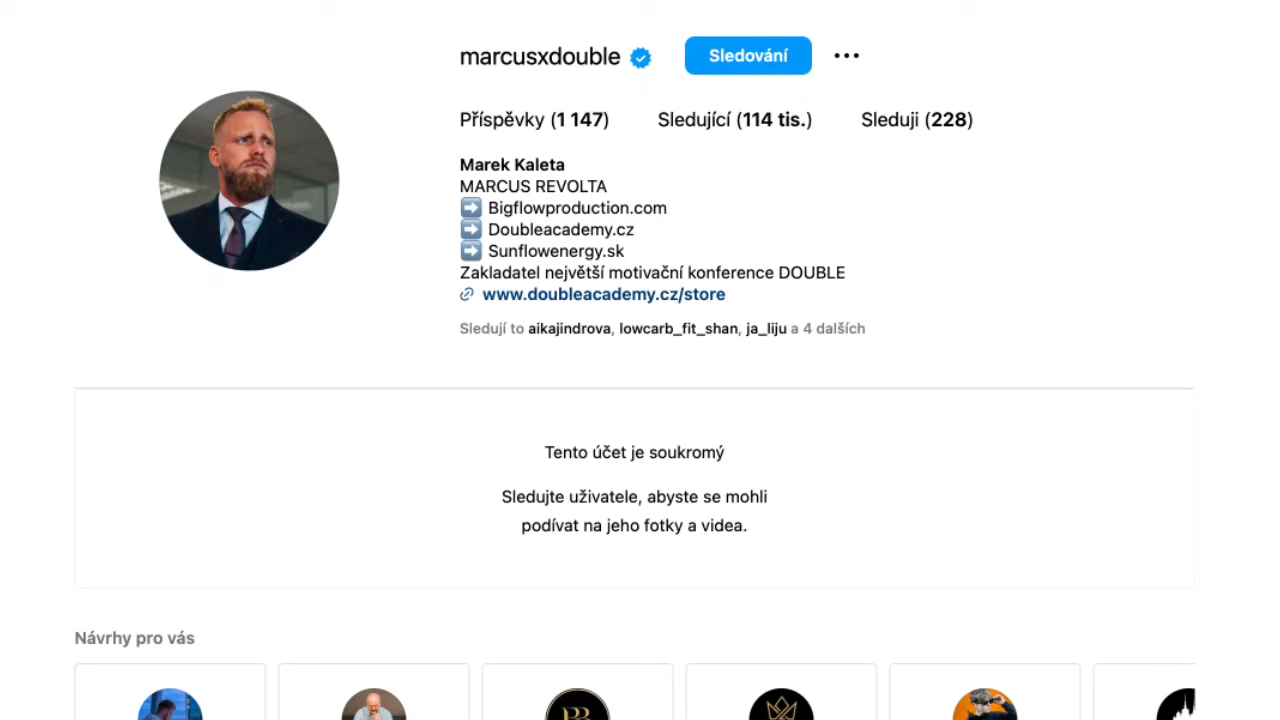 marcusxdouble
Sledování
Příspěvky (1 147) Sledující (114 tis.) Sleduji (228)
Marek Kaleta
MARCUS REVOLTA
➡️ Bigflowproduction.com
➡️ Doubleacademy.cz
➡️ Sunflowenergy.sk
Zakladatel největší motivační konference DOUBLE
www.doubleacademy.cz/store
Sledují to aikajindrova, lowcarb_fit_shan, ja_liju a 4 dalších
Tento účet je soukromý
Sledujte uživatele, abyste se mohli
podívat na jeho fotky a videa.
Návrhy pro vás